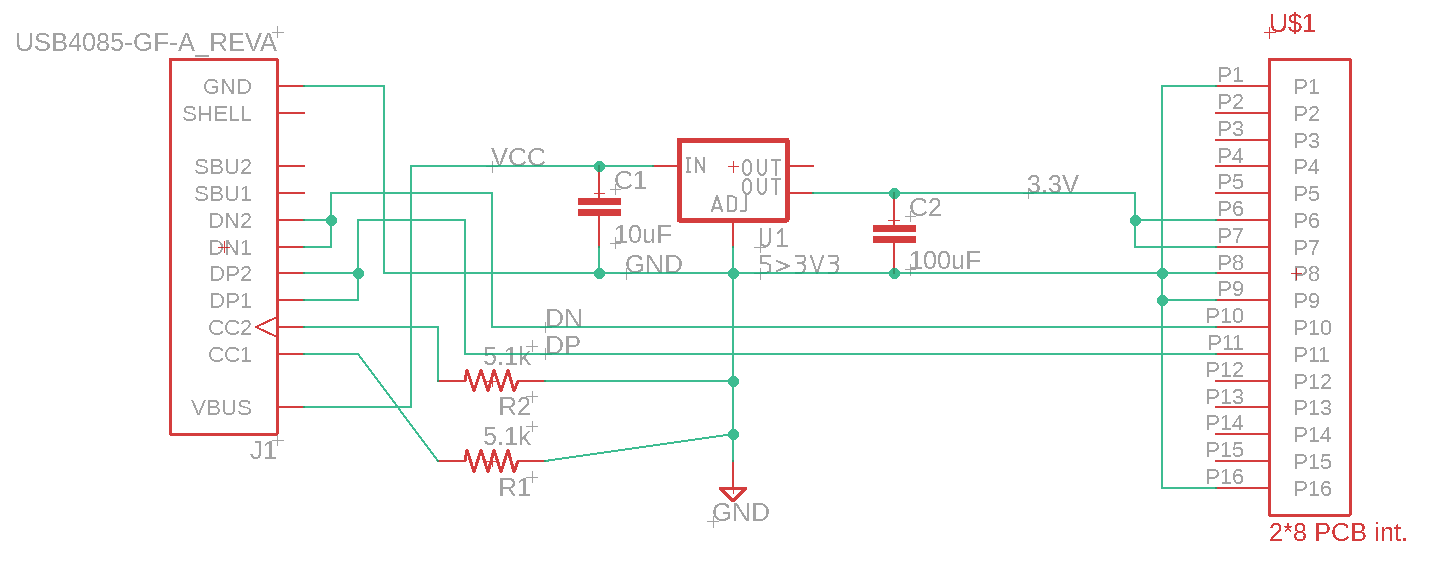 USB4085-GF-A_REVA
GND
SHELL
SBU2
SBU1
DN2
DN1
DP2
DP1
CC2
CC1
VBUS
J1
VCC
C1
10uF
GND
IN
OUT
OUT
ADJ
U1
5>3V3
C2
100uF
3.3V
DN
DP
5.1k
R2
5.1k
R1
GND
U$1
P1 P1
P2 P2
P3 P3
P4 P4
P5 P5
P6 P6
P7 P7
P8 P8
P9 P9
P10 P10
P11 P11
P12 P12
P13 P13
P14 P14
P15 P15
P16 P16
2*8 PCB int.